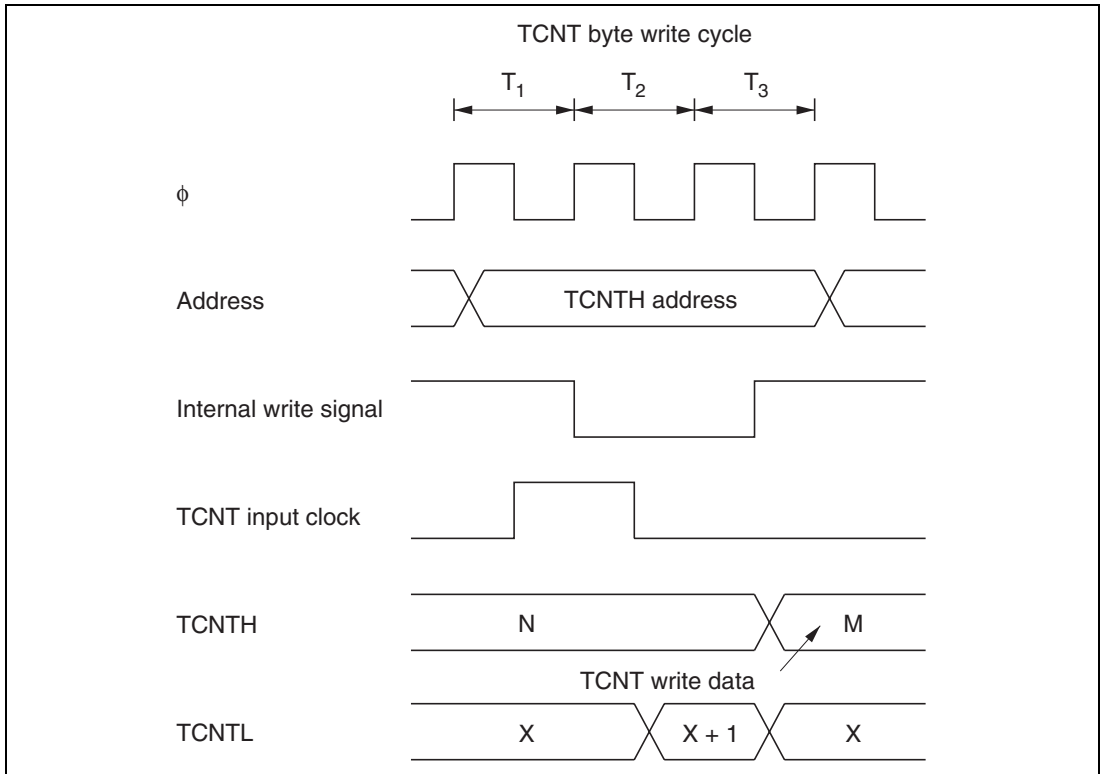 TCNT byte write cycle
T1 T2 T3
φ
Address TCNTH address
Internal write signal
TCNT input clock
TCNTH N M
TCNT write data
TCNTL X X + 1 X